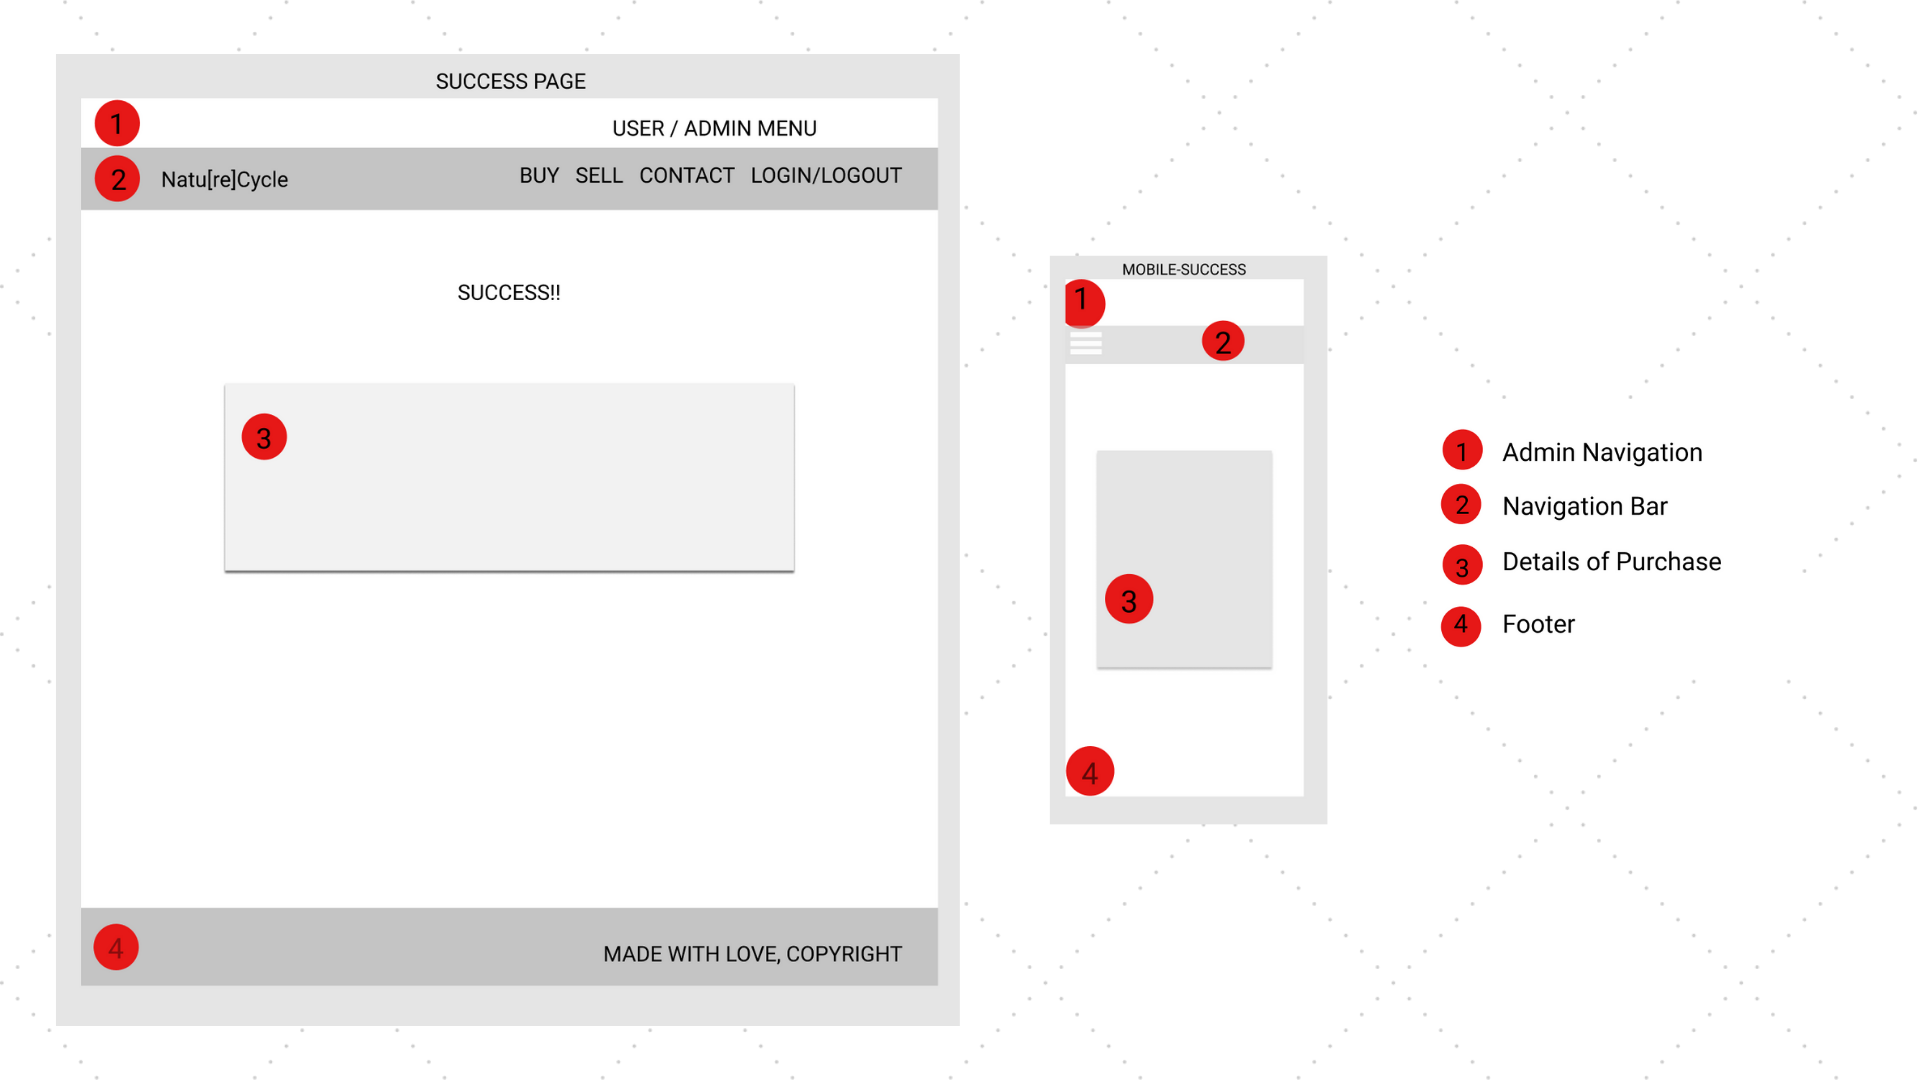 SUCCESS PAGE
1
USER / ADMIN MENU
2
Natu[re]Cycle
BUY SELL CONTACT LOGIN/LOGOUT
SUCCESS!!
3
4
MADE WITH LOVE, COPYRIGHT
MOBILE-SUCCESS
1
2
3
4
1 Admin Navigation
2 Navigation Bar
3 Details of Purchase
4 Footer